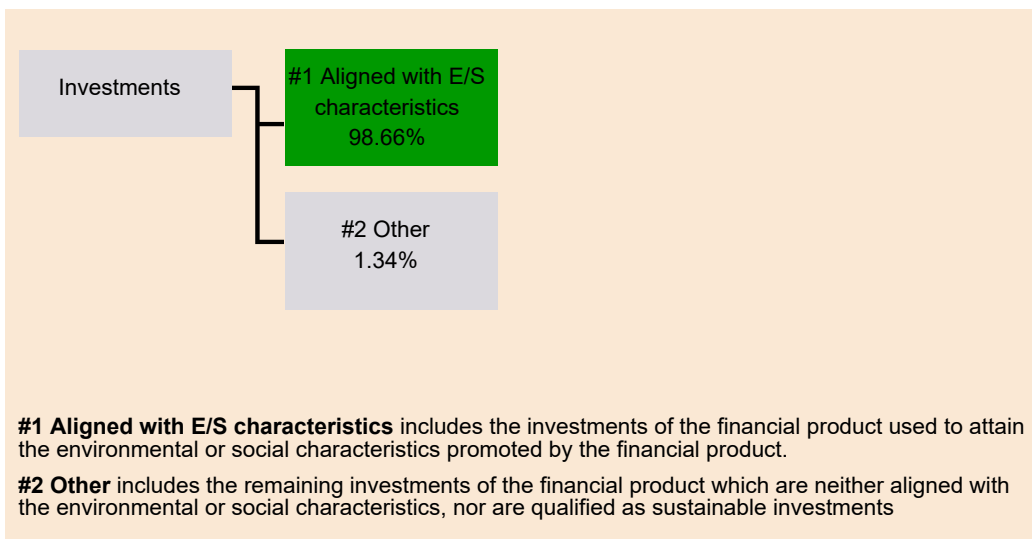 Investments
#1 Aligned with E/S
characteristics
98.66%
#2 Other
1.34%
#1 Aligned with E/S characteristics includes the investments of the financial product used to attain
the environmental or social characteristics promoted by the financial product.
#2 Other includes the remaining investments of the financial product which are neither aligned with
the environmental or social characteristics, nor are qualified as sustainable investments